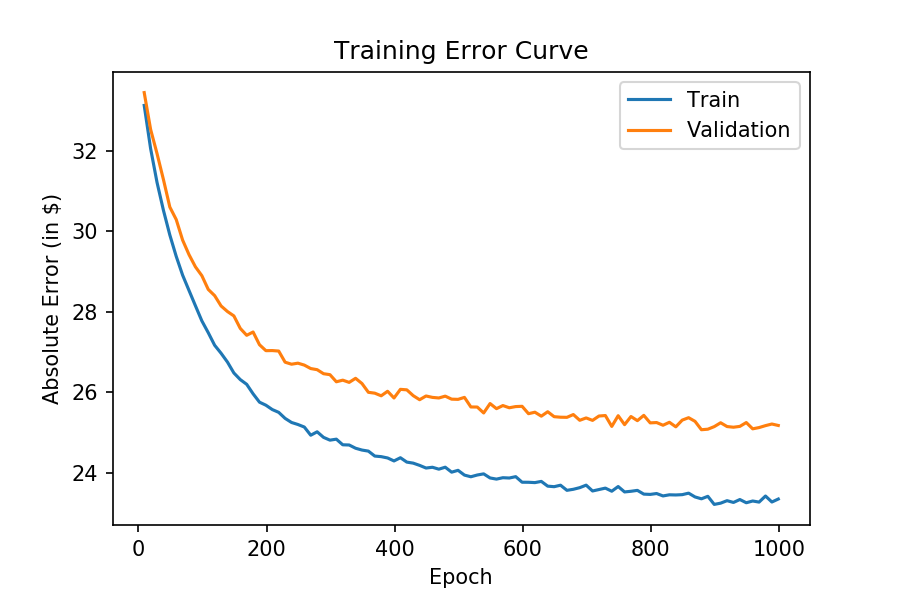 Training Error Curve
Train
Validation
Absolute Error (in $)
32
30
28
26
24
0 200 400 600 800 1000
Epoch